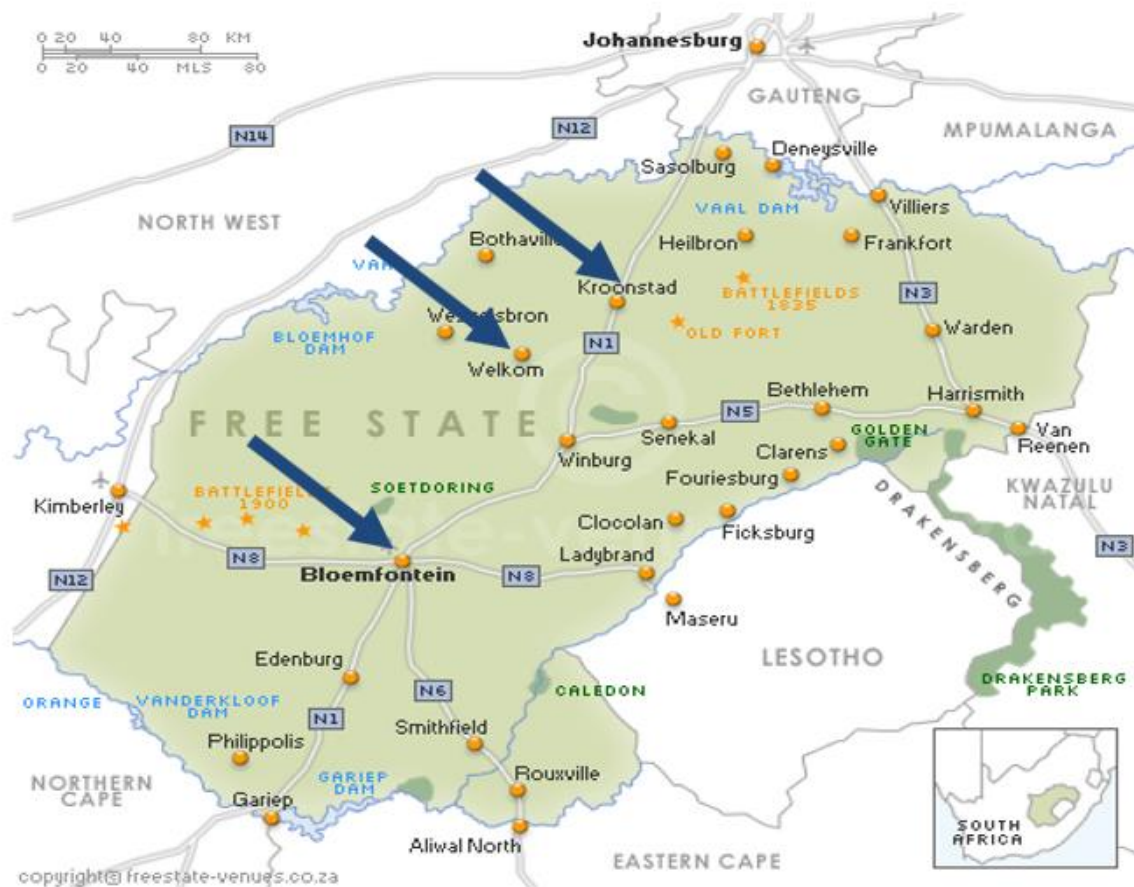 0 20 40 80 KM
0 20 40 80 MLS
Johannesburg
GAUTENG
MPUMALANGA
N14
N12
Sasolburg
Deneysville
NORTH WEST
VAAL DAM
Villiers
Bothaville
Heilbron
Frankfort
Kroonstad
BATTLEFIELDS
1835
N3
BLOEMHOF
DAM
OLD FORT
Warden
N1
Welkom
Bethlehem
Harrismith
FREE STATE
N5
Senekal
GOLDEN
GATE
Van
Reenen
Winburg
Clarens
Kimberley
SOETDORING
Fouriesburg
DRAKENSBERG
KWAZULU
NATAL
1900
Clocolan
Ficksburg
N8
Ladybrand
N3
N12
Bloemfontein
N8
Maseru
Edenburg
LESOTHO
ORANGE
VANDERKLOOF
DAM
N6
CALEDON
DRAKENSBERG
PARK
N1
Smithfield
Philippolis
NORTHERN
CAPE
GARIEP
DAM
Rouxville
Gariep
SOUTH
AFRICA
Aliwal North
EASTERN CAPE
copyright© freestate-venues.co.za